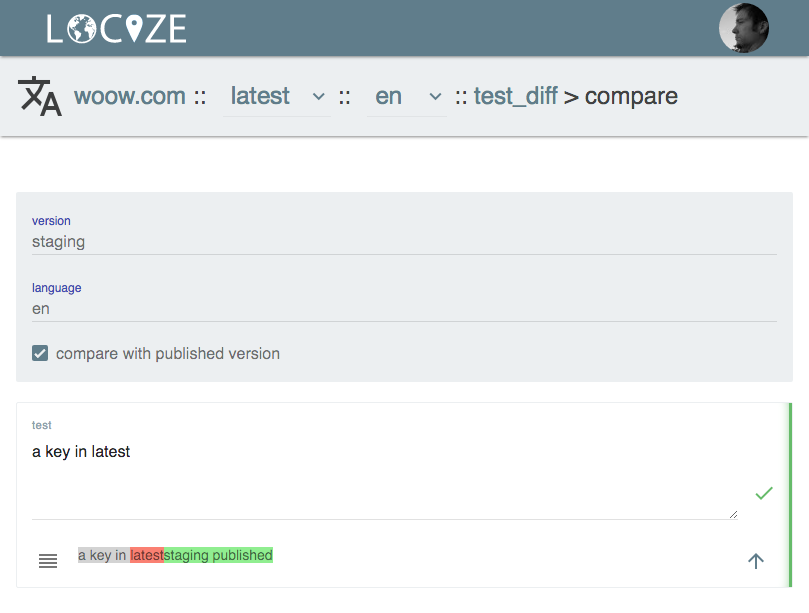 LOCIZE
woow.com :: latest :: en :: test_diff > compare
version
staging
language
en
compare with published version
test
a key in latest
a key in lateststaging published